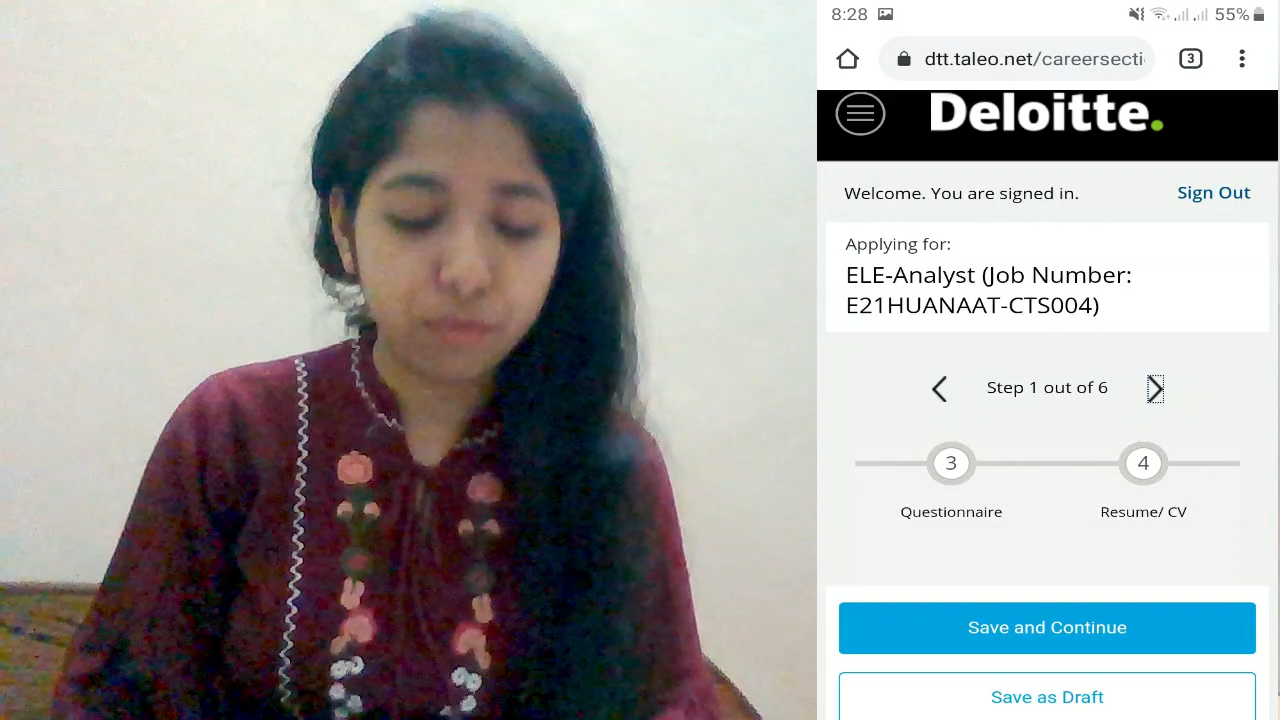 8:28 55%
dtt.taleo.net/careersecti
3
Deloitte.
Welcome. You are signed in. Sign Out
Applying for:
ELE-Analyst (Job Number:
E21HUANAAT-CTS004)
Step 1 out of 6
3 4
Questionnaire Resume/ CV
Save and Continue
Save as Draft